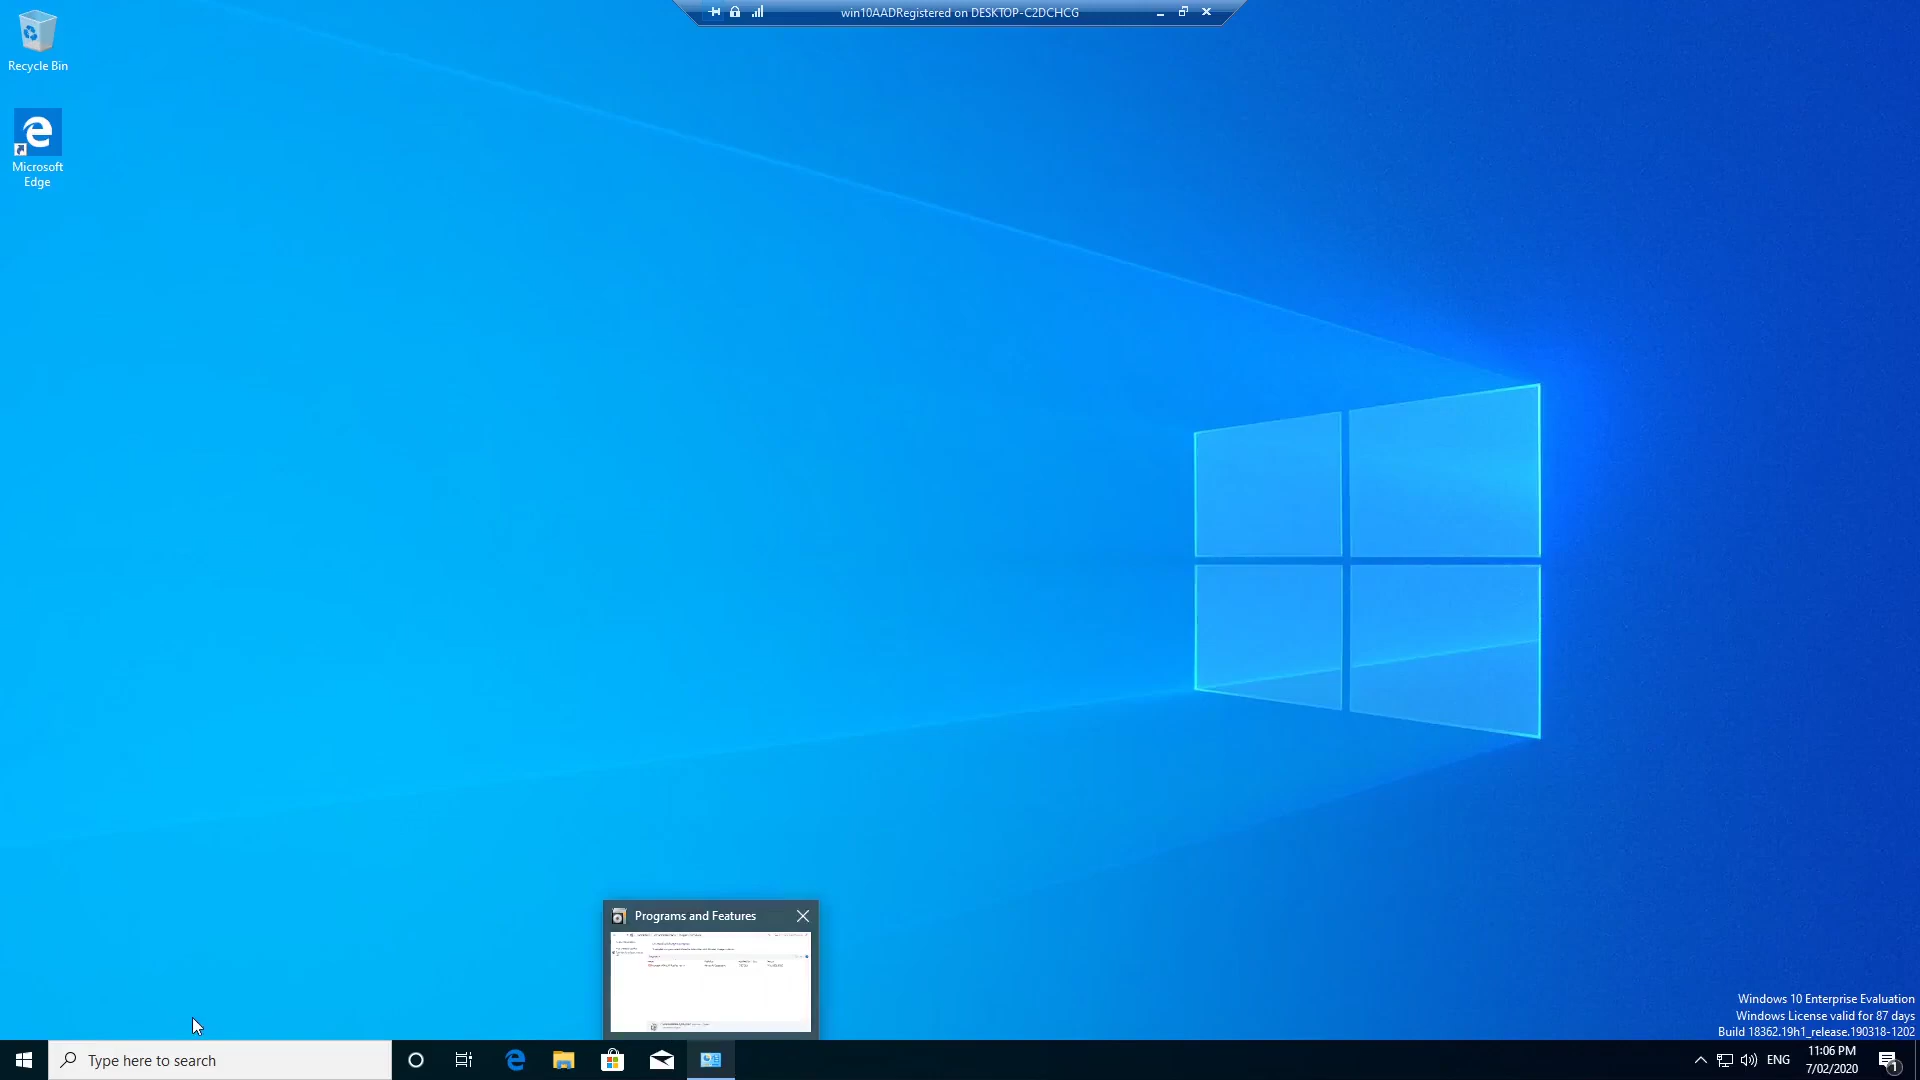 win10AADRegistered on DESKTOP-C2DCHCG
Recycle Bin
Microsoft
Edge
Programs and Features
Windows 10 Enterprise Evaluation
Windows License valid for 87 days
Build 18362.19h1_release.190318-1202
Type here to search
ENG
11:06 PM
7/02/2020
1